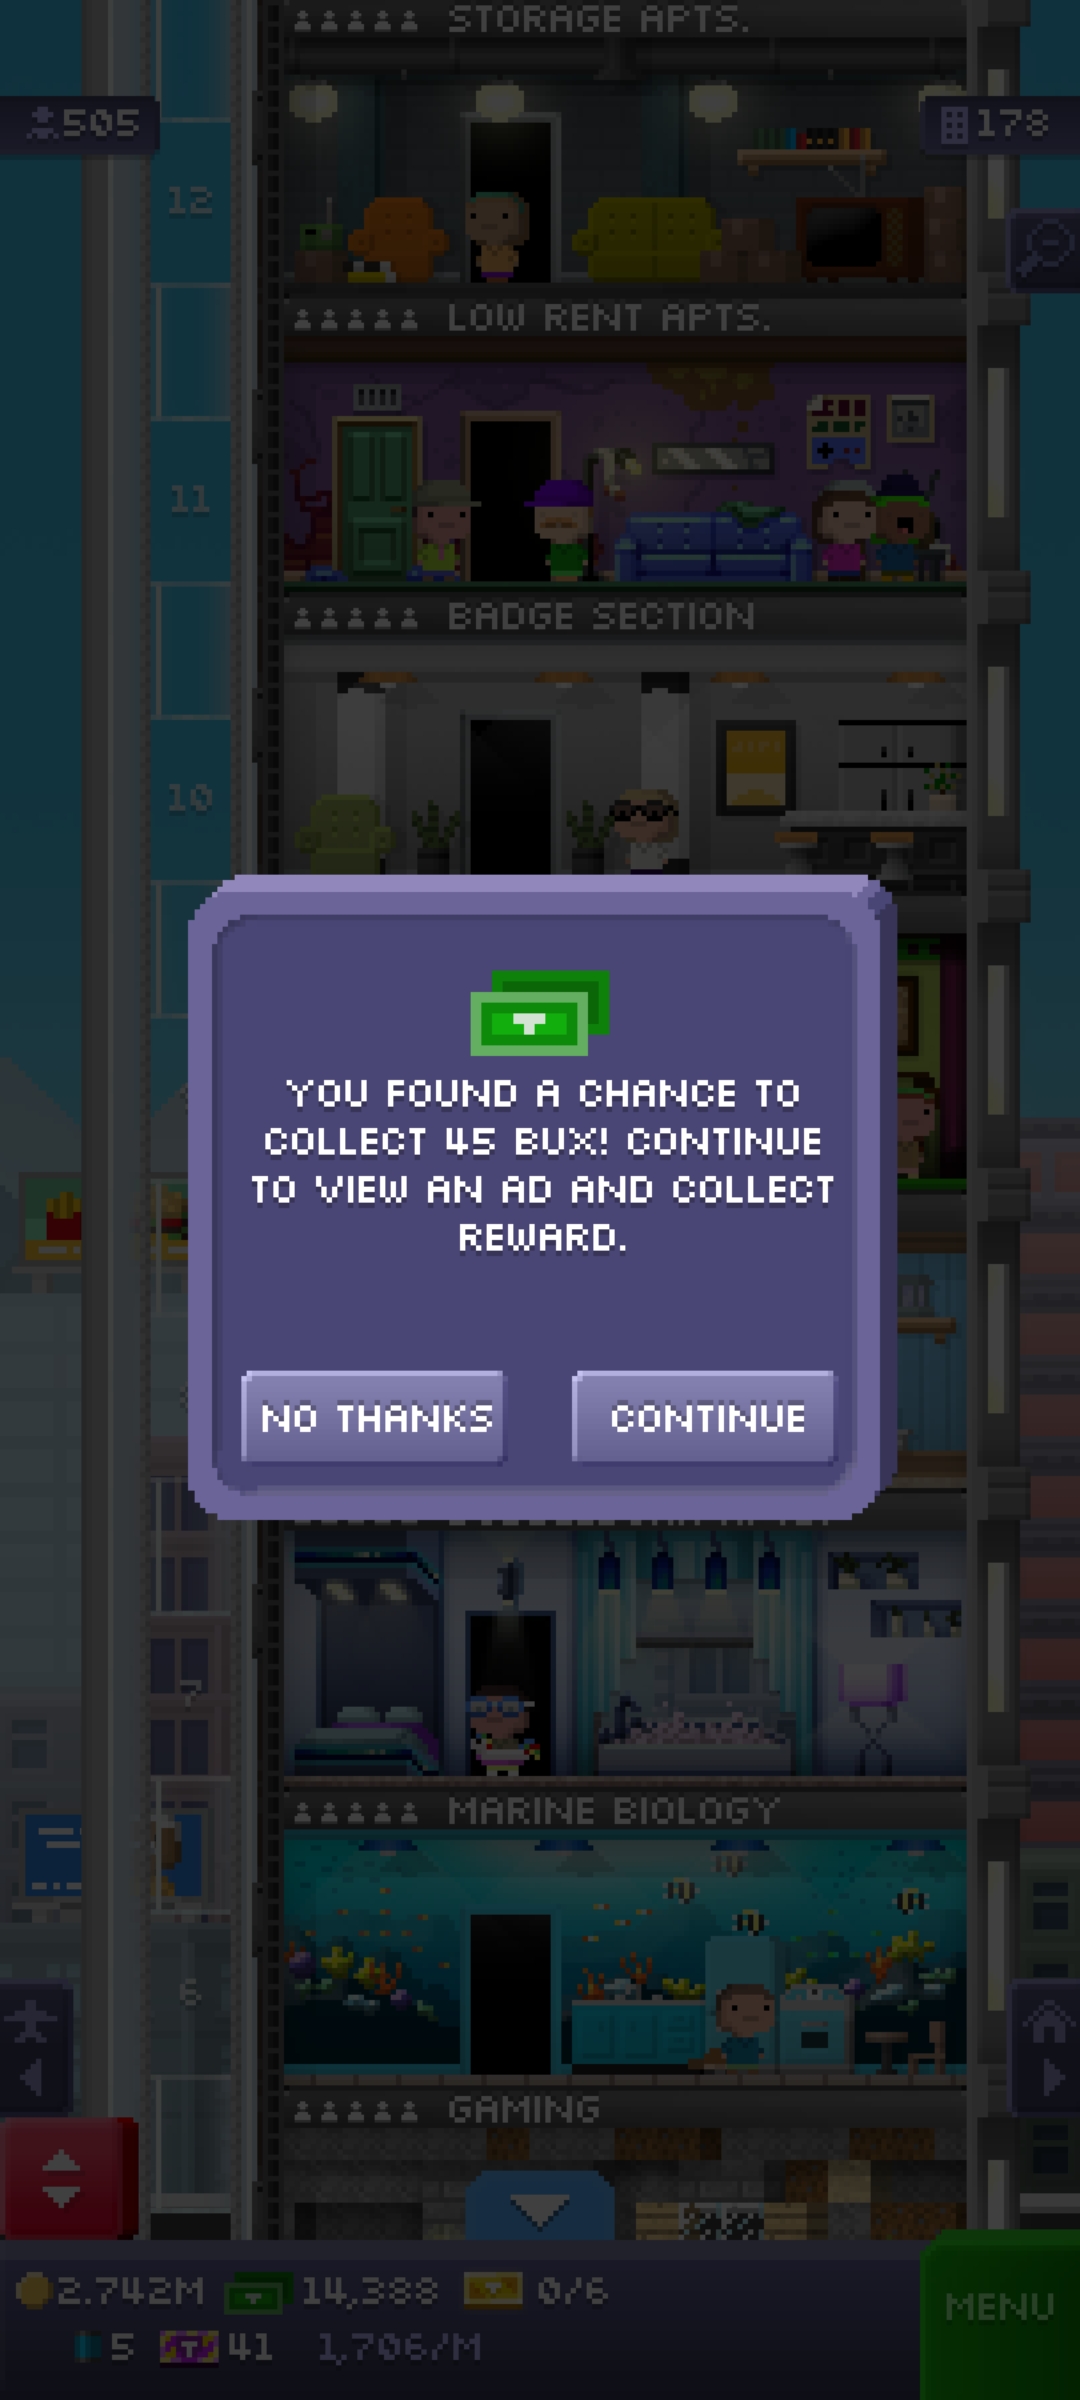 STORAGE APTS.
505
178
12
LOW RENT APTS.
11
BADGE SECTION
10
YOU FOUND A CHANCE TO
COLLECT 45 BUX! CONTINUE
TO VIEW AN AD AND COLLECT
REWARD.
NO THANKS
CONTINUE
7
MARINE BIOLOGY
6
GAMING
2.742M
14,388
0/6
MENU
5
41
1,706/M